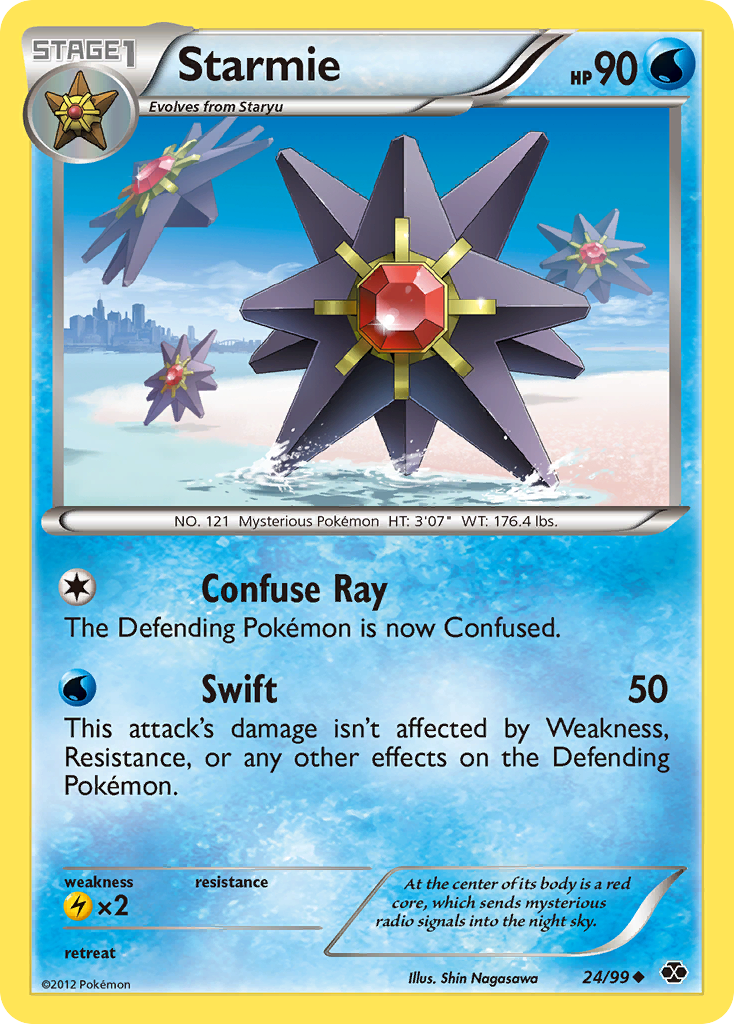 STAGE1
Starmie
HP 90
Evolves from Staryu
NO. 121 Mysterious Pokémon HT: 3'07" WT: 176.4 lbs.
Confuse Ray
The Defending Pokémon is now Confused.
Swift 50
This attack's damage isn't affected by Weakness,
Resistance, or any other effects on the Defending
Pokémon.
weakness resistance
×2
At the center of its body is a red
core, which sends mysterious
radio signals into the night sky.
retreat
©2012 Pokémon
Illus. Shin Nagasawa
24/99